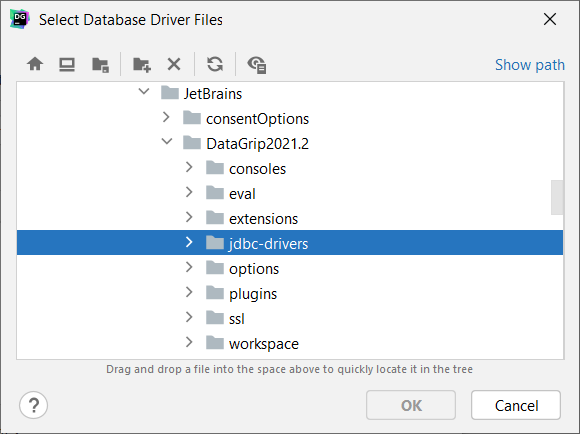 DG
Select Database Driver Files
Show path
JetBrains
consentOptions
DataGrip2021.2
consoles
eval
extensions
jdbc-drivers
options
plugins
ssl
workspace
Drag and drop a file into the space above to quickly locate it in the tree
?
OK
Cancel